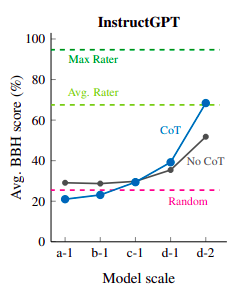 InstructGPT
100
80
60
40
20
0
Avg. BBH score (%)
Max Rater
Avg. Rater
CoT
No CoT
Random
a-1 b-1 c-1 d-1 d-2
Model scale